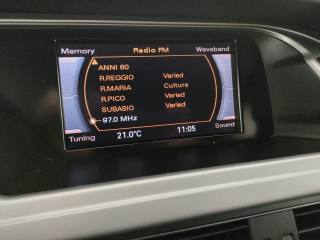 Memory Radio FM Waveband
ANNI 60
R.REGGIO Varied
R.MARIA Culture
R.PICO Varied
SUBASIO Varied
97.0 MHz
Tuning 21.0°C 11:05 Sound